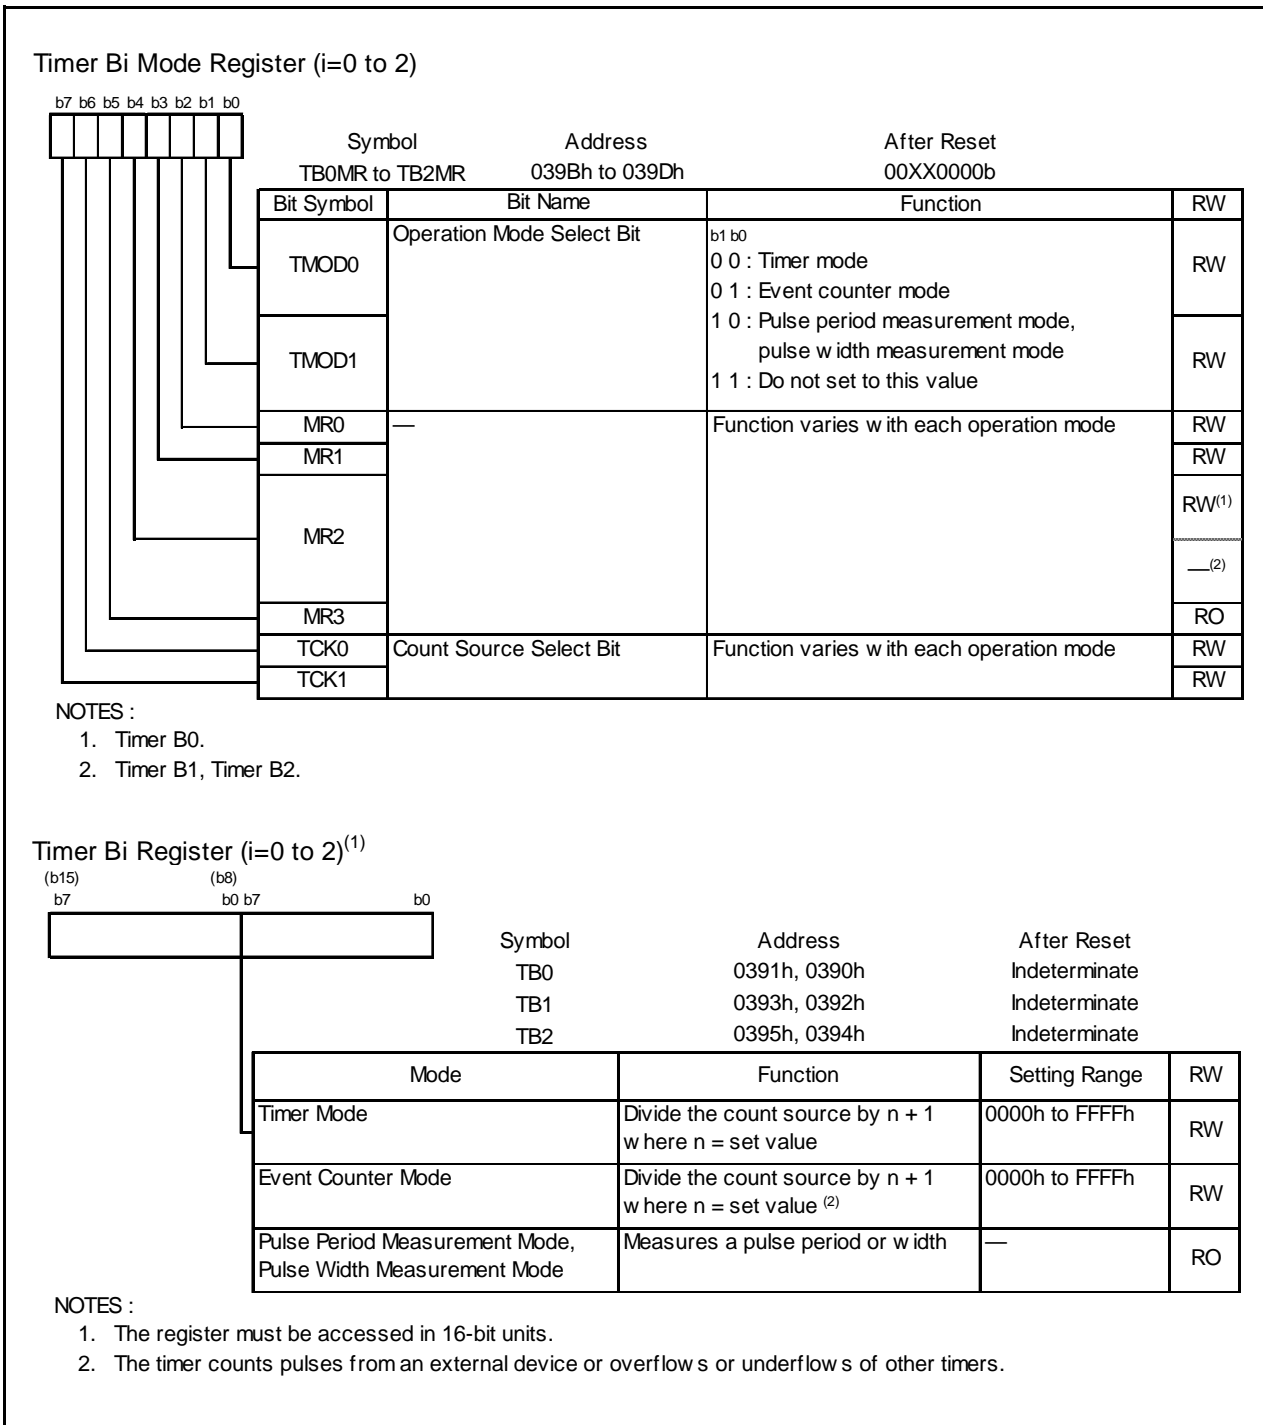 Timer Bi Mode Register (i=0 to 2)
b7 b6 b5 b4 b3 b2 b1 b0
Symbol Address After Reset
TB0MR to TB2MR 039Bh to 039Dh 00XX0000b
Bit Symbol Bit Name Function RW
TMOD0 Operation Mode Select Bit b1 b0
0 0 : Timer mode RW
0 1 : Event counter mode
TMOD1 1 0 : Pulse period measurement mode,
pulse width measurement mode RW
1 1 : Do not set to this value
MR0 — Function varies with each operation mode RW
MR1 RW
MR2 RW(1)
—(2)
MR3 RO
TCK0 Count Source Select Bit Function varies with each operation mode RW
TCK1 RW
NOTES :
1. Timer B0.
2. Timer B1, Timer B2.
Timer Bi Register (i=0 to 2)(1)
(b15) (b8)
b7 b0 b7 b0
Symbol Address After Reset
TB0 0391h, 0390h Indeterminate
TB1 0393h, 0392h Indeterminate
TB2 0395h, 0394h Indeterminate
Mode Function Setting Range RW
Timer Mode Divide the count source by n + 1 0000h to FFFFh RW
where n = set value
Event Counter Mode Divide the count source by n + 1 0000h to FFFFh RW
where n = set value (2)
Pulse Period Measurement Mode, Measures a pulse period or width — RO
Pulse Width Measurement Mode
NOTES :
1. The register must be accessed in 16-bit units.
2. The timer counts pulses from an external device or overflows or underflows of other timers.